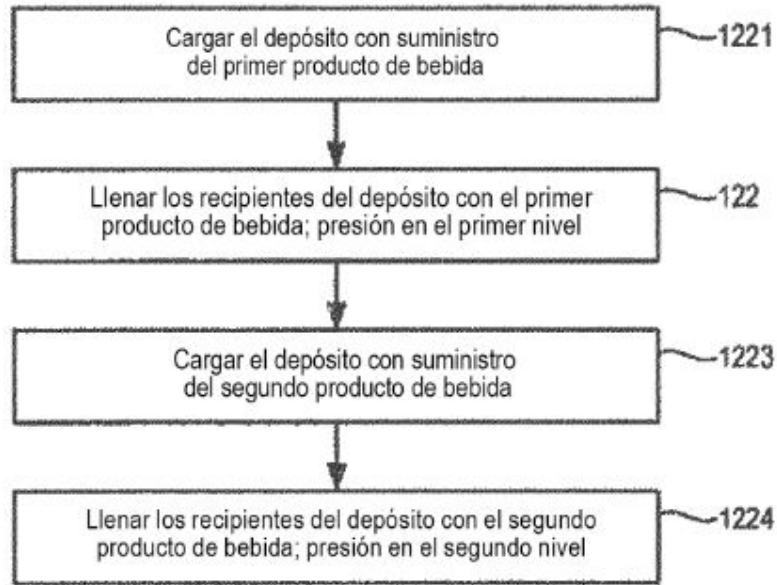 Cargar el depósito con suministro
del primer producto de bebida
1221
Llenar los recipientes del depósito con el primer
producto de bebida; presión en el primer nivel
122
Cargar el depósito con suministro
del segundo producto de bebida
1223
Llenar los recipientes del depósito con el segundo
producto de bebida; presión en el segundo nivel
1224